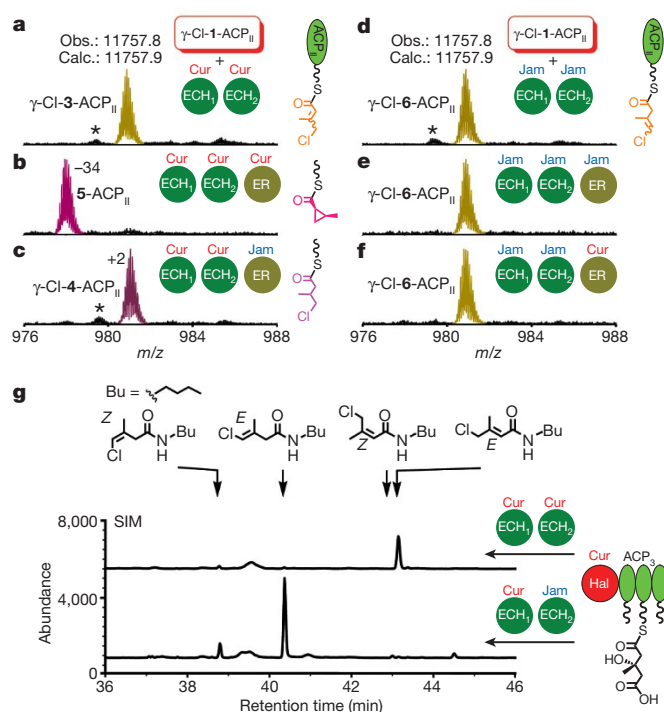 a
Obs.: 11757.8
Calc.: 11757.9
γ-Cl-1-ACPII
+
Cur Cur
ECH1 ECH2
γ-Cl-3-ACPII
*
ACPII
S
O
Cl
b
–34
5-ACPII
Cur Cur Cur
ECH1 ECH2 ER
S
O
c
+2
γ-Cl-4-ACPII
*
Cur Cur Jam
ECH1 ECH2 ER
S
O
Cl
976 980 984 988
m/z
d
Obs.: 11757.8
Calc.: 11757.9
γ-Cl-1-ACPII
+
Jam Jam
ECH1 ECH2
γ-Cl-6-ACPII
*
ACPII
S
O
Cl
e
γ-Cl-6-ACPII
Jam Jam Jam
ECH1 ECH2 ER
f
γ-Cl-6-ACPII
Jam Jam Cur
ECH1 ECH2 ER
976 980 984 988
m/z
g
Bu =
Z O N H Bu Cl
E O N H Bu Cl
Cl O Z N H Bu
Cl O E N H Bu
SIM
8,000
4,000
0
Abundance
36 38 40 42 44 46
Retention time (min)
Cur Cur
ECH1 ECH2
Cur Jam
ECH1 ECH2
Cur
Hal
ACP3
S
O
HO
O
OH